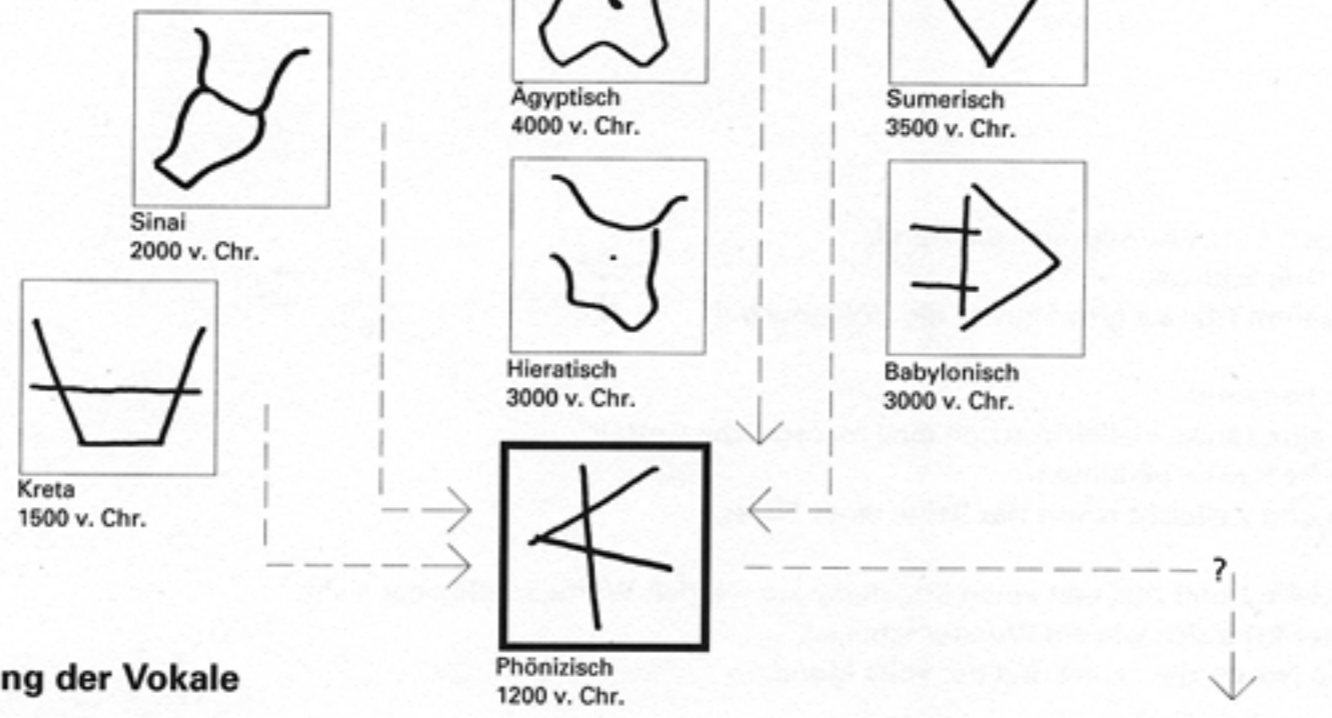 Ägyptisch
4000 v. Chr.
Sumerisch
3500 v. Chr.
Sinai
2000 v. Chr.
Hieratisch
3000 v. Chr.
Babylonisch
3000 v. Chr.
Kreta
1500 v. Chr.
?
Phönizisch
1200 v. Chr.
ng der Vokale